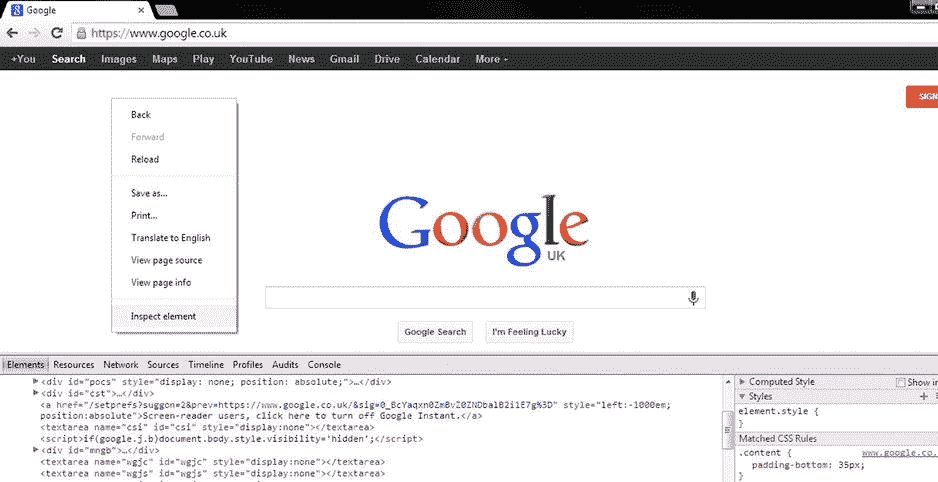 Google
https://www.google.co.uk
+You Search Images Maps Play YouTube News Gmail Drive Calendar More
SIGN
Back
Forward
Reload
Save as...
Print...
Translate to English
View page source
View page info
Inspect element
Google
UK
Google Search I'm Feeling Lucky
Elements Resources Network Sources Timeline Profiles Audits Console
<div id="pocs" style="display: none; position: absolute;">…</div>
<div id="cst">…</div>
<a href="/setprefs?suggon=2&prev=https://www.google.co.uk/&sig= style="left:-1000em;
position:absolute">Screen-reader users, click here to turn off Google Instant.</a>
<textarea name="csi" id="csi" style="display:none"></textarea>
<script>if(google.j.b)document.body.style.visibility='hidden';</script>
<div id="mngb">…</div>
<textarea name="wgjc" id="wgjc" style="display:none"></textarea>
<textarea name="wgjs" id="wgjs" style="display:none"></textarea>
Computed Style Show in
Styles
element.style {
}
Matched CSS Rules
.content { www.google.co.
padding-bottom: 35px;
}